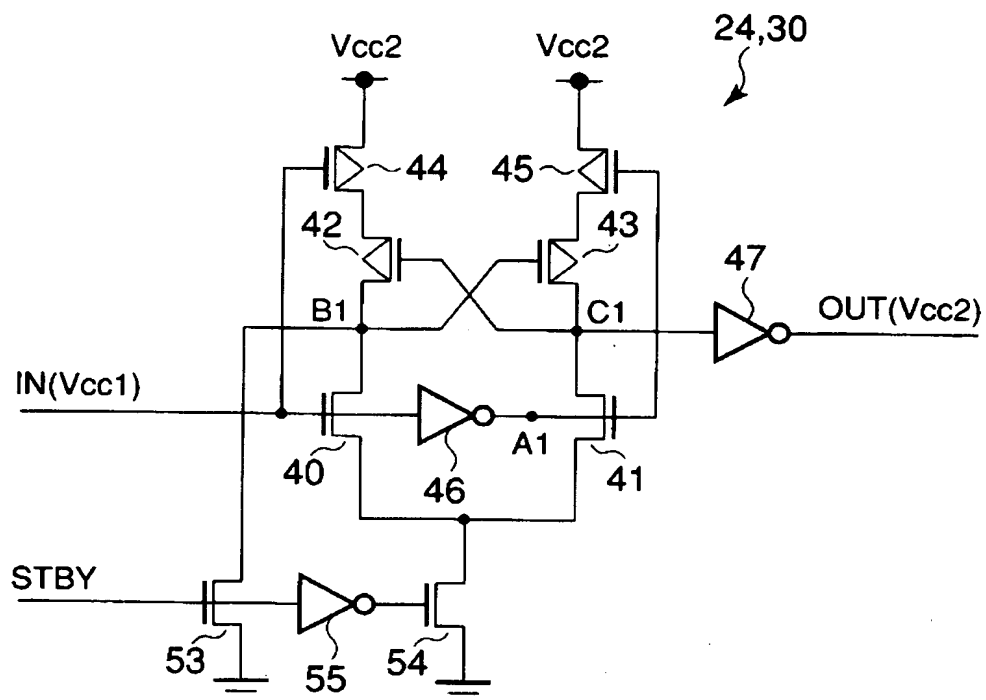 24,30
Vcc2 Vcc2
44 45
42 43
47
B1 C1 OUT(Vcc2)
IN(Vcc1)
A1
40 46 41
STBY
53 55 54